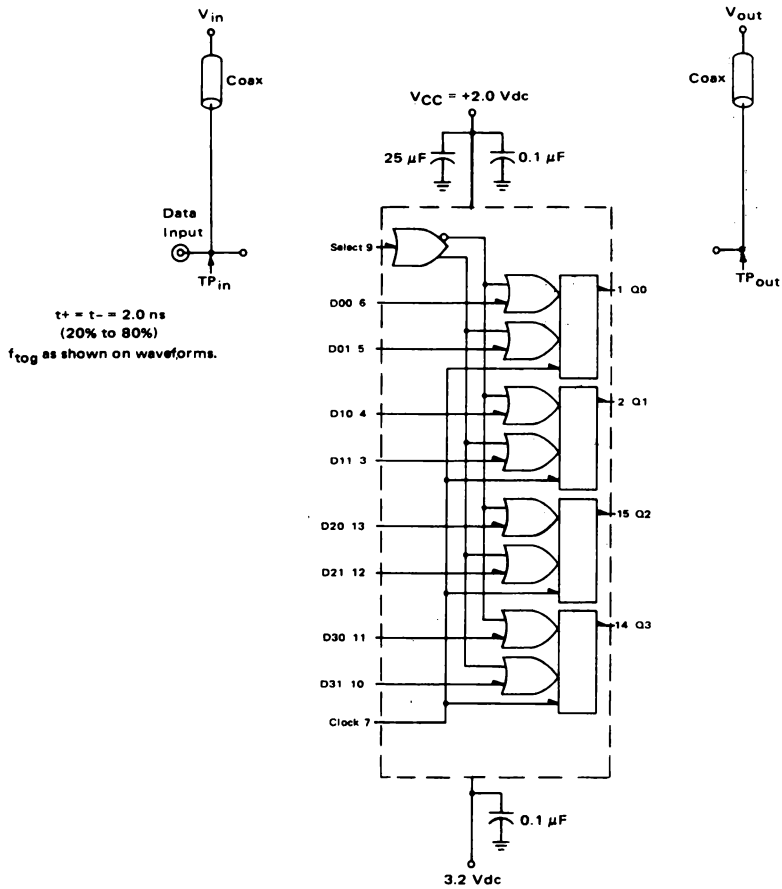 Vin
Coax
Data
Input
TPin
t+ = t− = 2.0 ns
(20% to 80%)
ftog as shown on waveforms.
Vout
Coax
TPout
VCC = +2.0 Vdc
25 μF
0.1 μF
Select 9
D00 6
D01 5
D10 4
D11 3
D20 13
D21 12
D30 11
D31 10
Clock 7
1 Q0
2 Q1
15 Q2
14 Q3
0.1 μF
3.2 Vdc